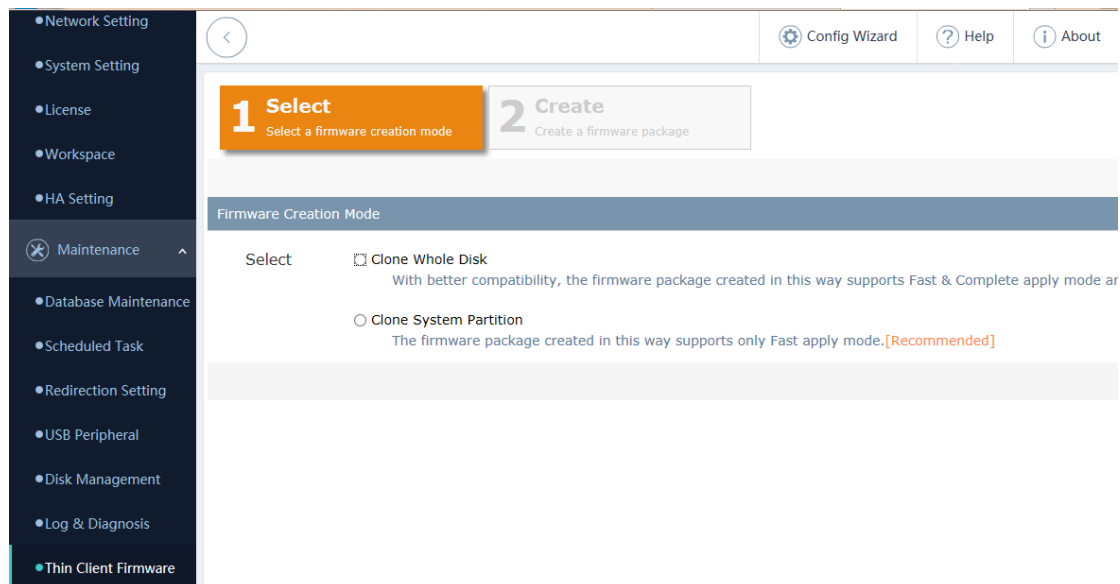 Network Setting
System Setting
License
Workspace
HA Setting
Maintenance
Database Maintenance
Scheduled Task
Redirection Setting
USB Peripheral
Disk Management
Log & Diagnosis
Thin Client Firmware
Config Wizard
Help
About
1 Select
Select a firmware creation mode
2 Create
Create a firmware package
Firmware Creation Mode
Select
Clone Whole Disk
With better compatibility, the firmware package created in this way supports Fast & Complete apply mode
Clone System Partition
The firmware package created in this way supports only Fast apply mode.[Recommended]